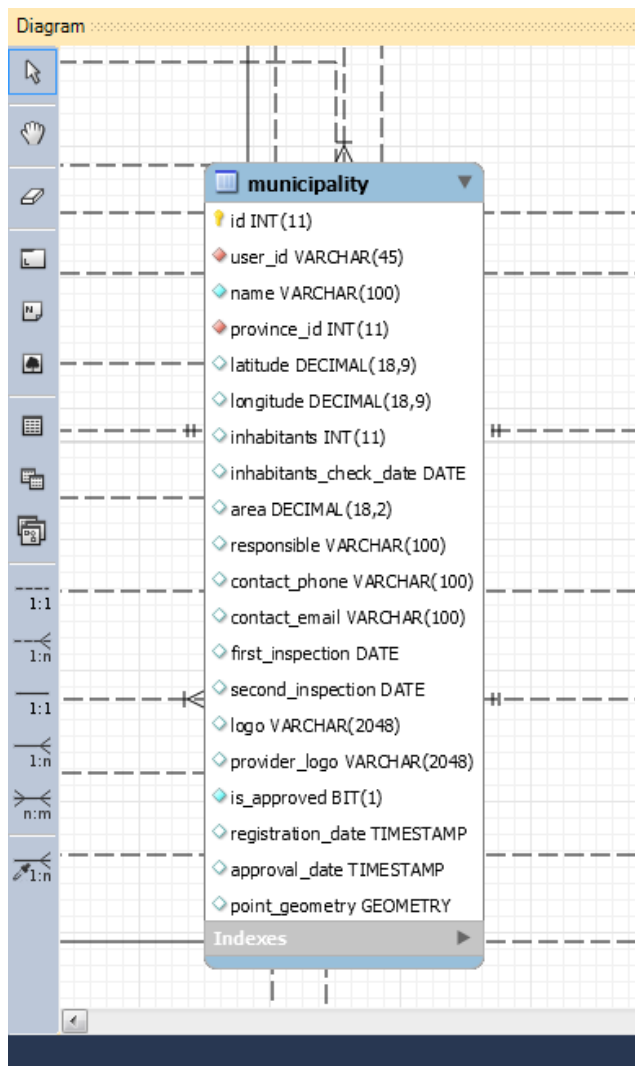 Diagram
municipality
id INT(11)
user_id VARCHAR(45)
name VARCHAR(100)
province_id INT(11)
latitude DECIMAL(18,9)
longitude DECIMAL(18,9)
inhabitants INT(11)
inhabitants_check_date DATE
area DECIMAL(18,2)
responsible VARCHAR(100)
contact_phone VARCHAR(100)
contact_email VARCHAR(100)
first_inspection DATE
second_inspection DATE
logo VARCHAR(2048)
provider_logo VARCHAR(2048)
is_approved BIT(1)
registration_date TIMESTAMP
approval_date TIMESTAMP
point_geometry GEOMETRY
Indexes
1:1
1:n
1:1
1:n
n:m
1:n